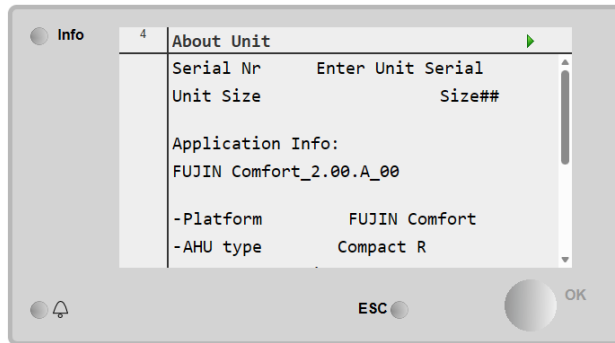 Info
4 About Unit
Serial Nr Enter Unit Serial
Unit Size Size##
Application Info:
FUJIN Comfort_2.00.A_00
-Platform FUJIN Comfort
-AHU type Compact R
ESC
OK